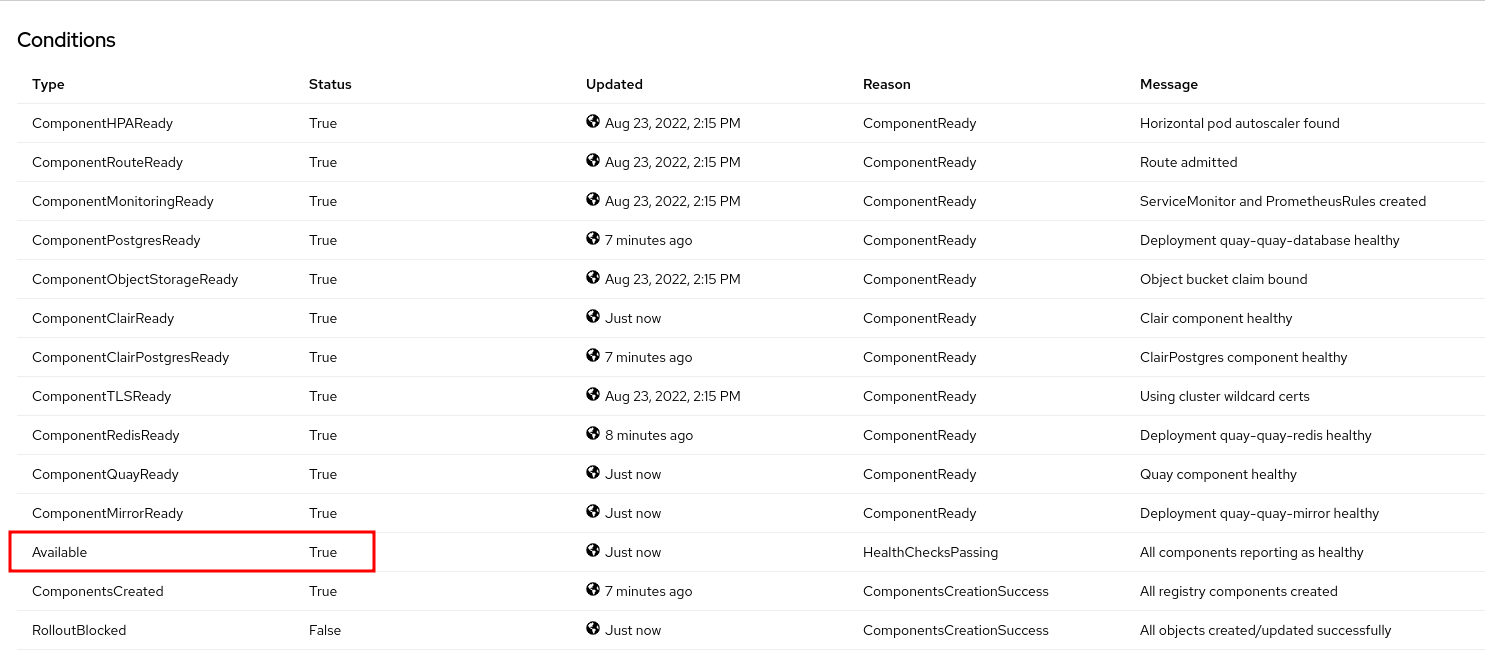 Conditions
Type Status Updated Reason Message
ComponentHPAReady True Aug 23, 2022, 2:15 PM ComponentReady Horizontal pod autoscaler found
ComponentRouteReady True Aug 23, 2022, 2:15 PM ComponentReady Route admitted
ComponentMonitoringReady True Aug 23, 2022, 2:15 PM ComponentReady ServiceMonitor and PrometheusRules created
ComponentPostgresReady True 7 minutes ago ComponentReady Deployment quay-quay-database healthy
ComponentObjectStorageReady True Aug 23, 2022, 2:15 PM ComponentReady Object bucket claim bound
ComponentClairReady True Just now ComponentReady Clair component healthy
ComponentClairPostgresReady True 7 minutes ago ComponentReady ClairPostgres component healthy
ComponentTLSReady True Aug 23, 2022, 2:15 PM ComponentReady Using cluster wildcard certs
ComponentRedisReady True 8 minutes ago ComponentReady Deployment quay-quay-redis healthy
ComponentQuayReady True Just now ComponentReady Quay component healthy
ComponentMirrorReady True Just now ComponentReady Deployment quay-quay-mirror healthy
Available True Just now HealthChecksPassing All components reporting as healthy
ComponentsCreated True 7 minutes ago ComponentsCreationSuccess All registry components created
RolloutBlocked False Just now ComponentsCreationSuccess All objects created/updated successfully